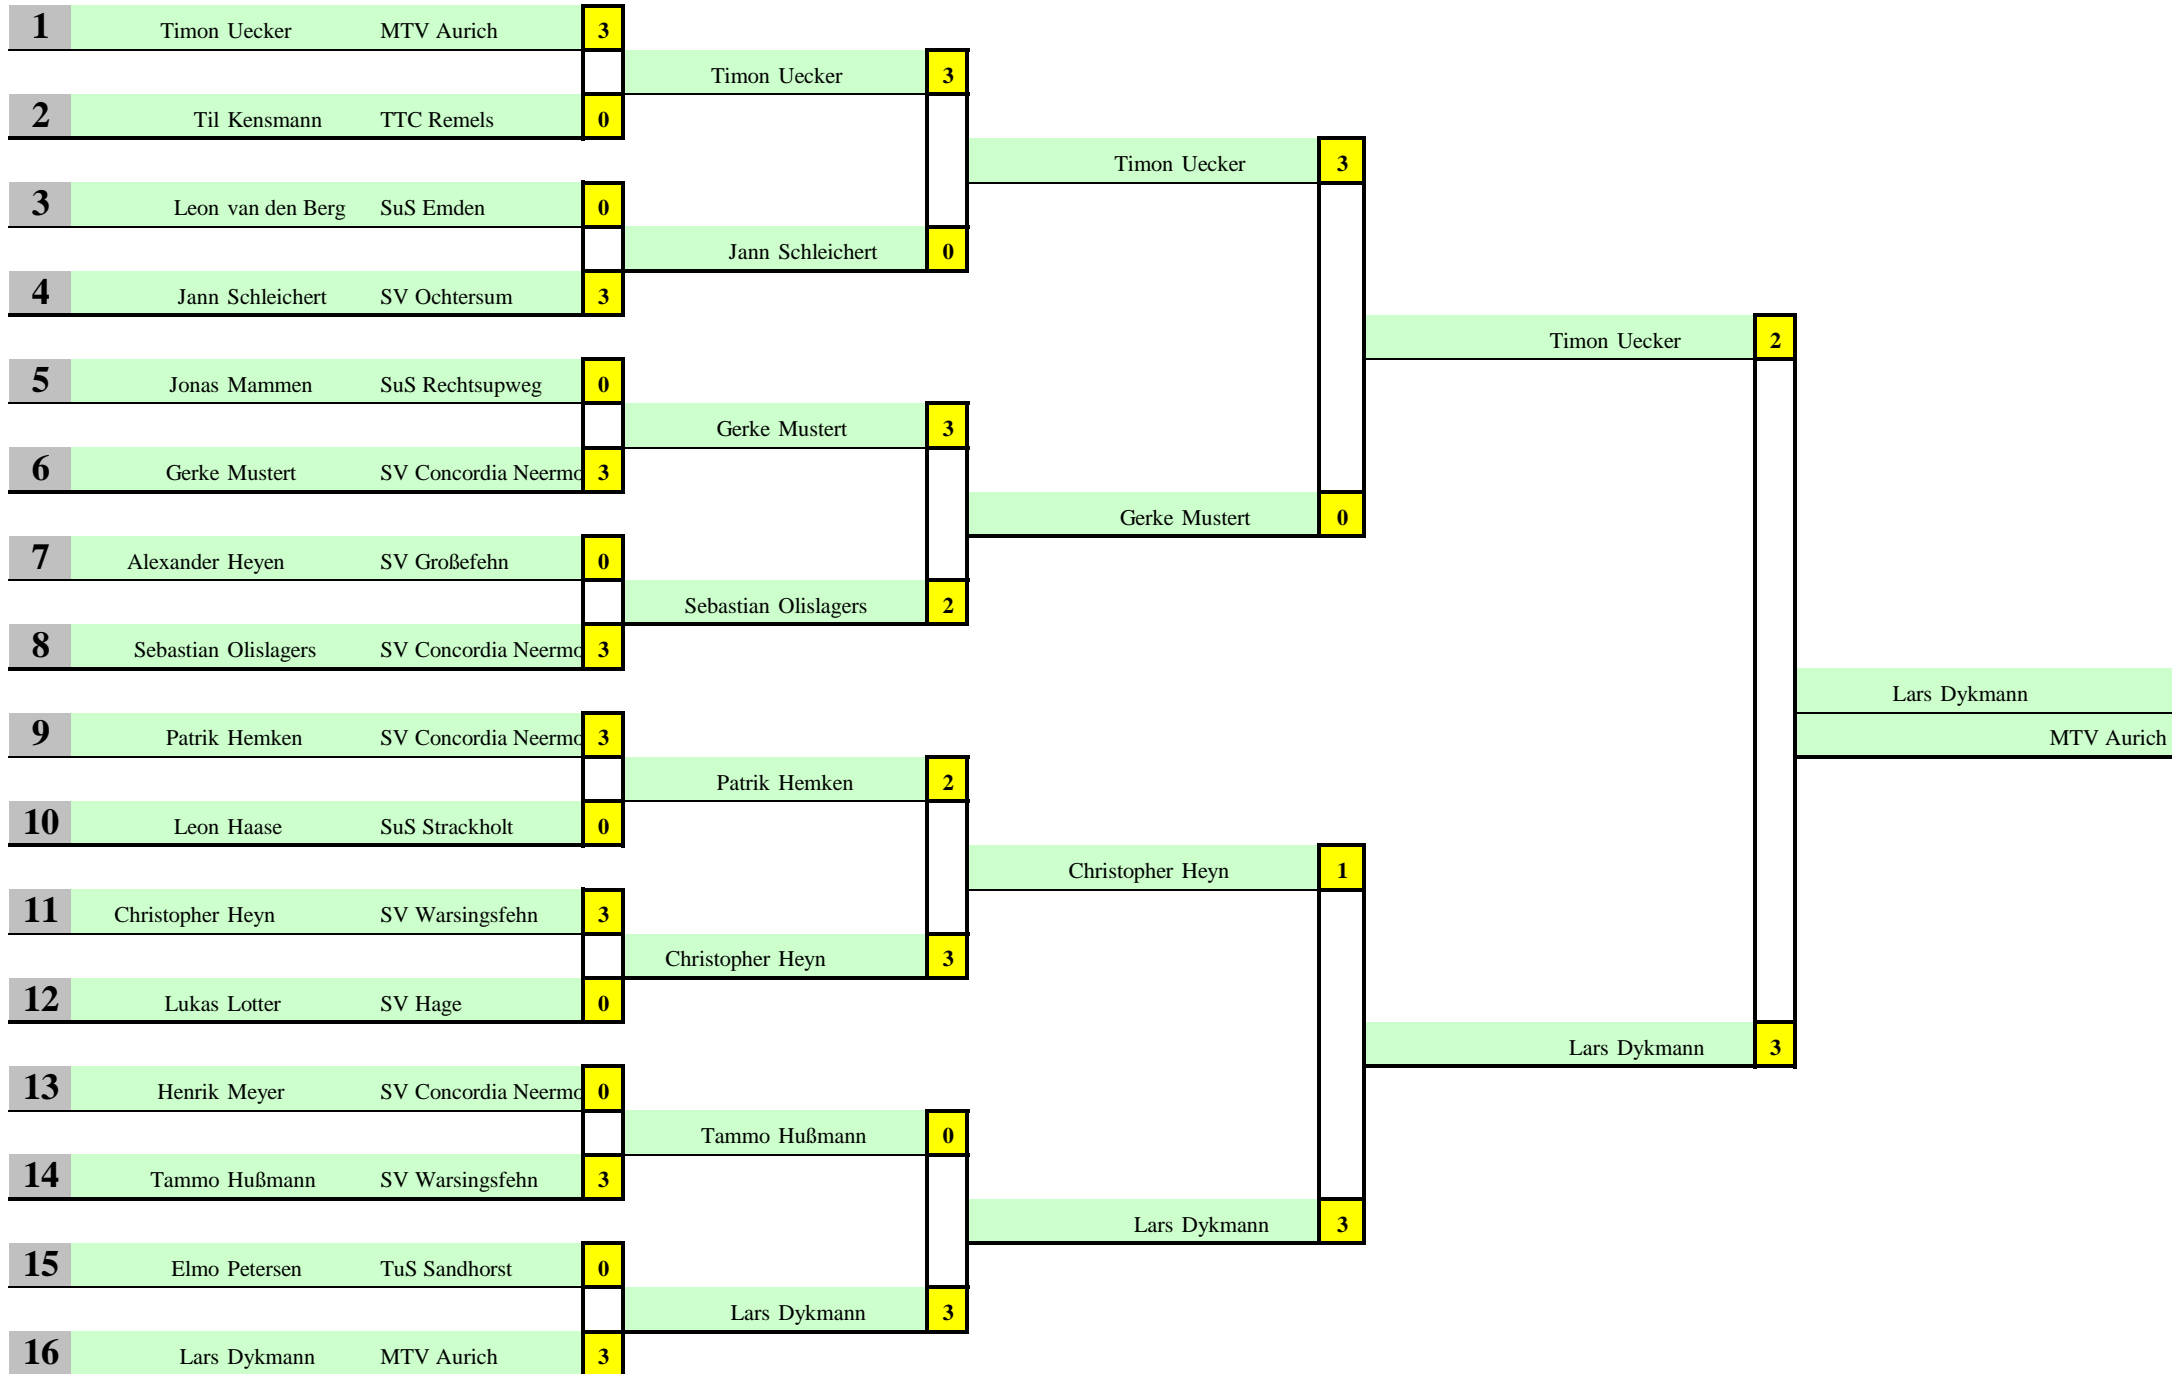 1 Timon Uecker MTV Aurich 3
Timon Uecker 3
2 Til Kensmann TTC Remels 0
Timon Uecker 3
3 Leon van den Berg SuS Emden 0
Jann Schleichert 0
4 Jann Schleichert SV Ochtersum 3
Timon Uecker 2
5 Jonas Mammen SuS Rechtsupweg 0
Gerke Mustert 3
6 Gerke Mustert SV Concordia Neermo 3
Gerke Mustert 0
7 Alexander Heyen SV Großefehn 0
Sebastian Olislagers 2
8 Sebastian Olislagers SV Concordia Neermo 3
Lars Dykmann
9 Patrik Hemken SV Concordia Neermo 3
MTV Aurich
Patrik Hemken 2
10 Leon Haase SuS Strackholt 0
Christopher Heyn 1
11 Christopher Heyn SV Warsingsfehn 3
Christopher Heyn 3
12 Lukas Lotter SV Hage 0
Lars Dykmann 3
13 Henrik Meyer SV Concordia Neermo 0
Tammo Hußmann 0
14 Tammo Hußmann SV Warsingsfehn 3
Lars Dykmann 3
15 Elmo Petersen TuS Sandhorst 0
Lars Dykmann 3
16 Lars Dykmann MTV Aurich 3